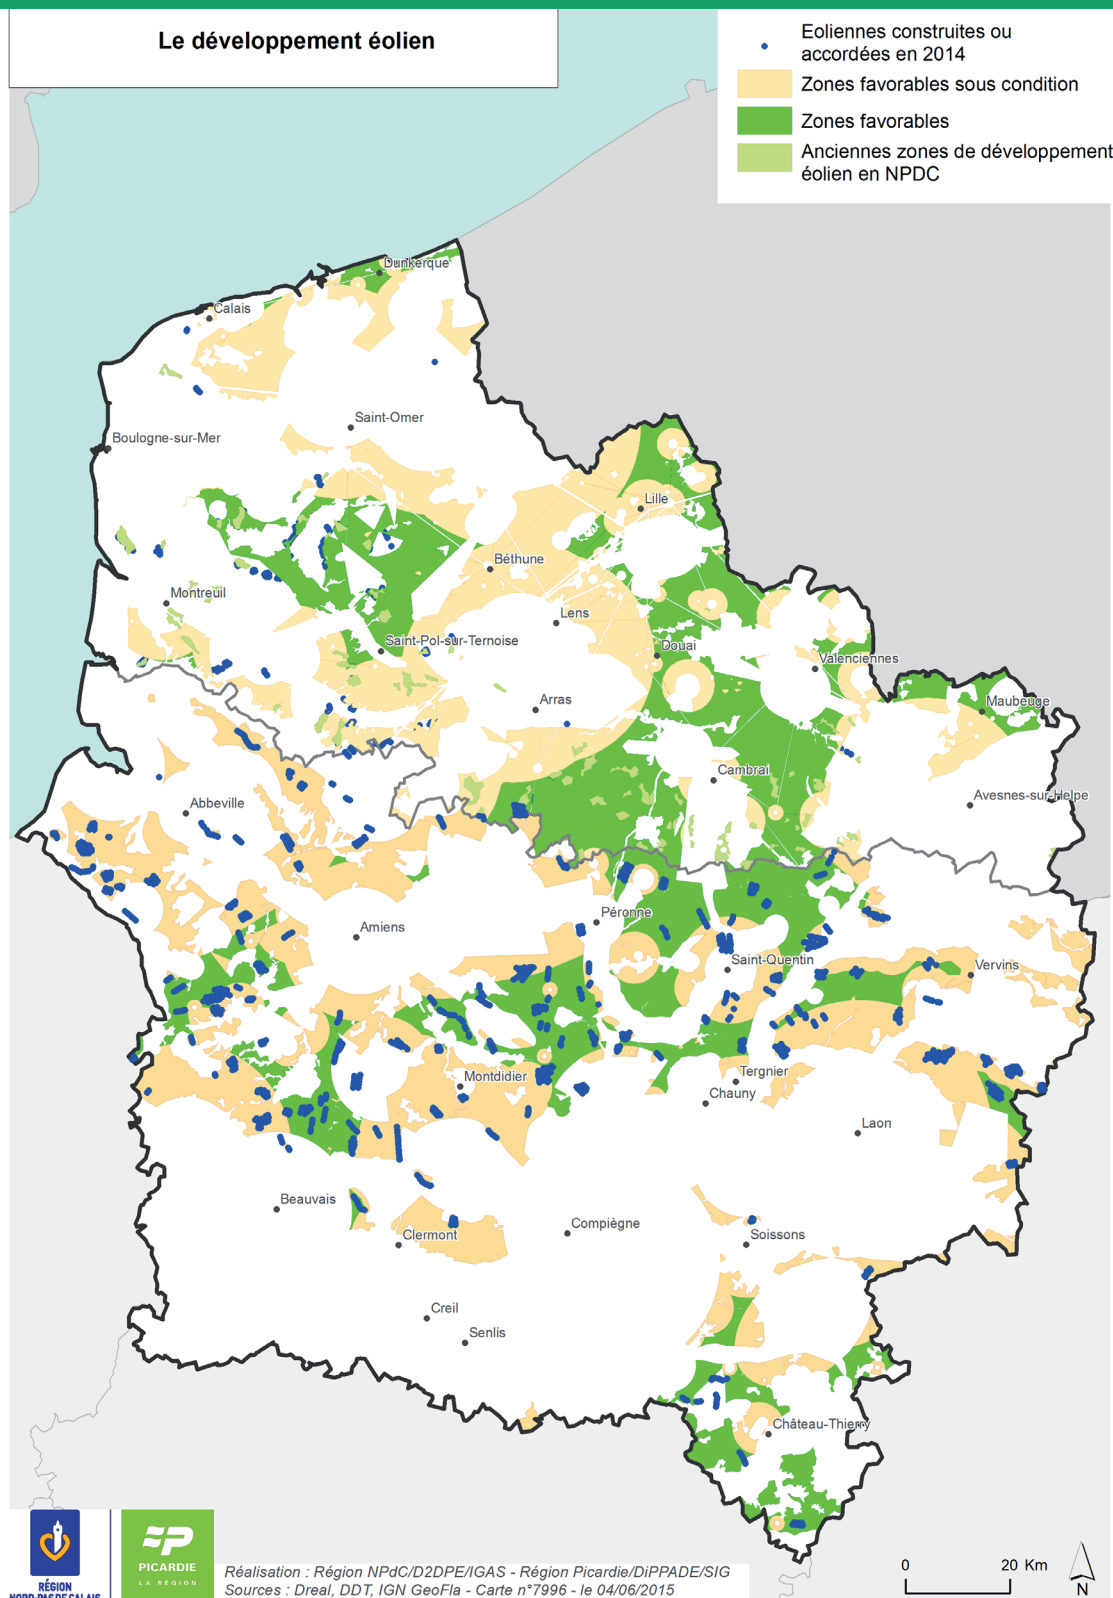 Le développement éolien
Eoliennes construites ou
accordées en 2014
Zones favorables sous condition
Zones favorables
Anciennes zones de développement
éolien en NPDC
Dunkerque
Calais
Saint-Omer
Boulogne-sur-Mer
Lille
Béthune
Montreuil
Lens
Saint-Pol-sur-Ternoise
Douai
Valenciennes
Maubeuge
Arras
Cambrai
Avesnes-sur-Helpe
Abbeville
Péronne
Amiens
Saint-Quentin
Vervins
Tergnier
Montdidier
Chauny
Laon
Beauvais
Compiègne
Clermont
Soissons
Creil
Senlis
Château-Thierry
PICARDIE
LA RÉGION
RÉGION
NORD-PAS DE CALAIS
Réalisation : Région NPdC/D2DPE/IGAS - Région Picardie/DiPPADE/SIG
Sources : Dreal, DDT, IGN GeoFla - Carte n°7996 - le 04/06/2015
0 20 Km
N